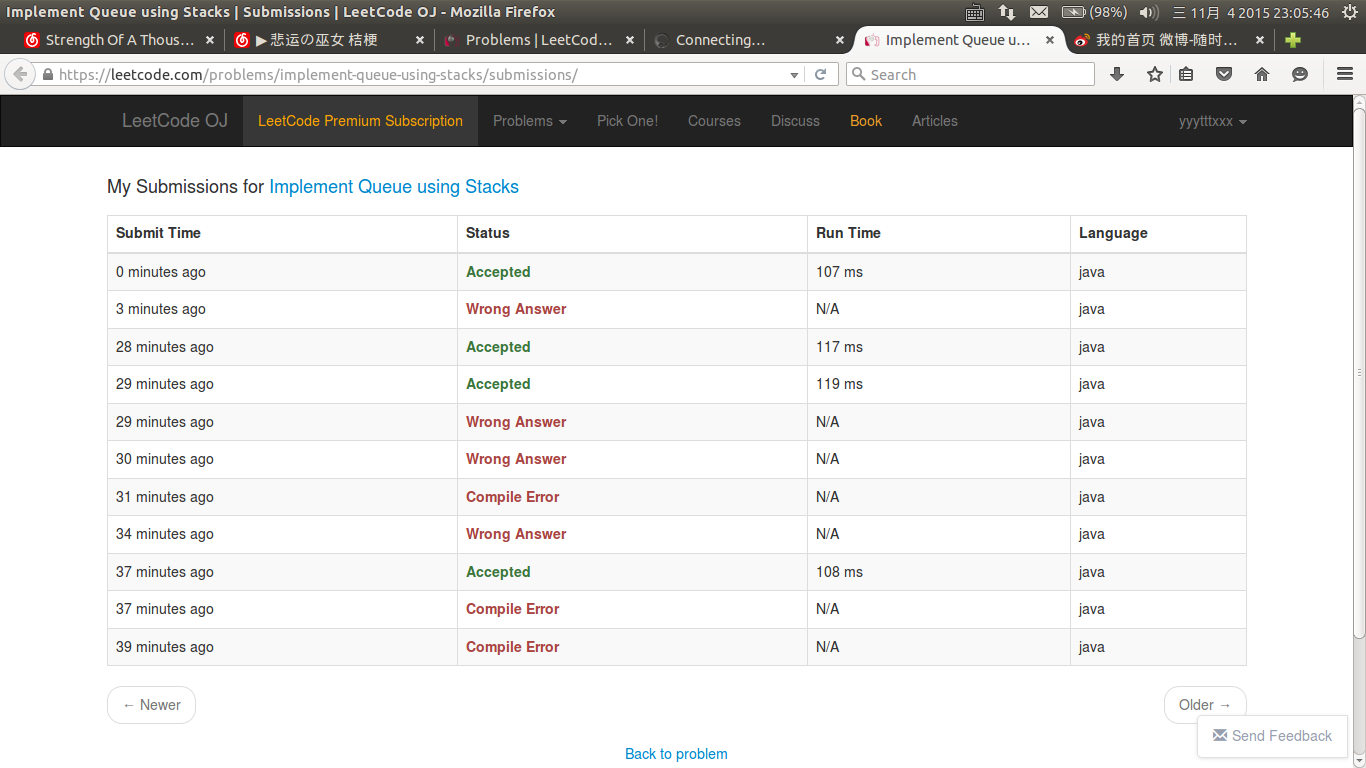 Implement Queue using Stacks | Submissions | LeetCode OJ - Mozilla Firefox (98%) 三 11月 4 2015 23:05:46
Strength Of A Thous... ▶ 悲运の巫女 桔梗 Problems | LeetCod... Connecting... Implement Queue u... 我的首页 微博-随时...
https://leetcode.com/problems/implement-queue-using-stacks/submissions/ Search
LeetCode OJ LeetCode Premium Subscription Problems Pick One! Courses Discuss Book Articles yyytttxxx
My Submissions for Implement Queue using Stacks
Submit Time Status Run Time Language
0 minutes ago Accepted 107 ms java
3 minutes ago Wrong Answer N/A java
28 minutes ago Accepted 117 ms java
29 minutes ago Accepted 119 ms java
29 minutes ago Wrong Answer N/A java
30 minutes ago Wrong Answer N/A java
31 minutes ago Compile Error N/A java
34 minutes ago Wrong Answer N/A java
37 minutes ago Accepted 108 ms java
37 minutes ago Compile Error N/A java
39 minutes ago Compile Error N/A java
← Newer Older →
Send Feedback
Back to problem